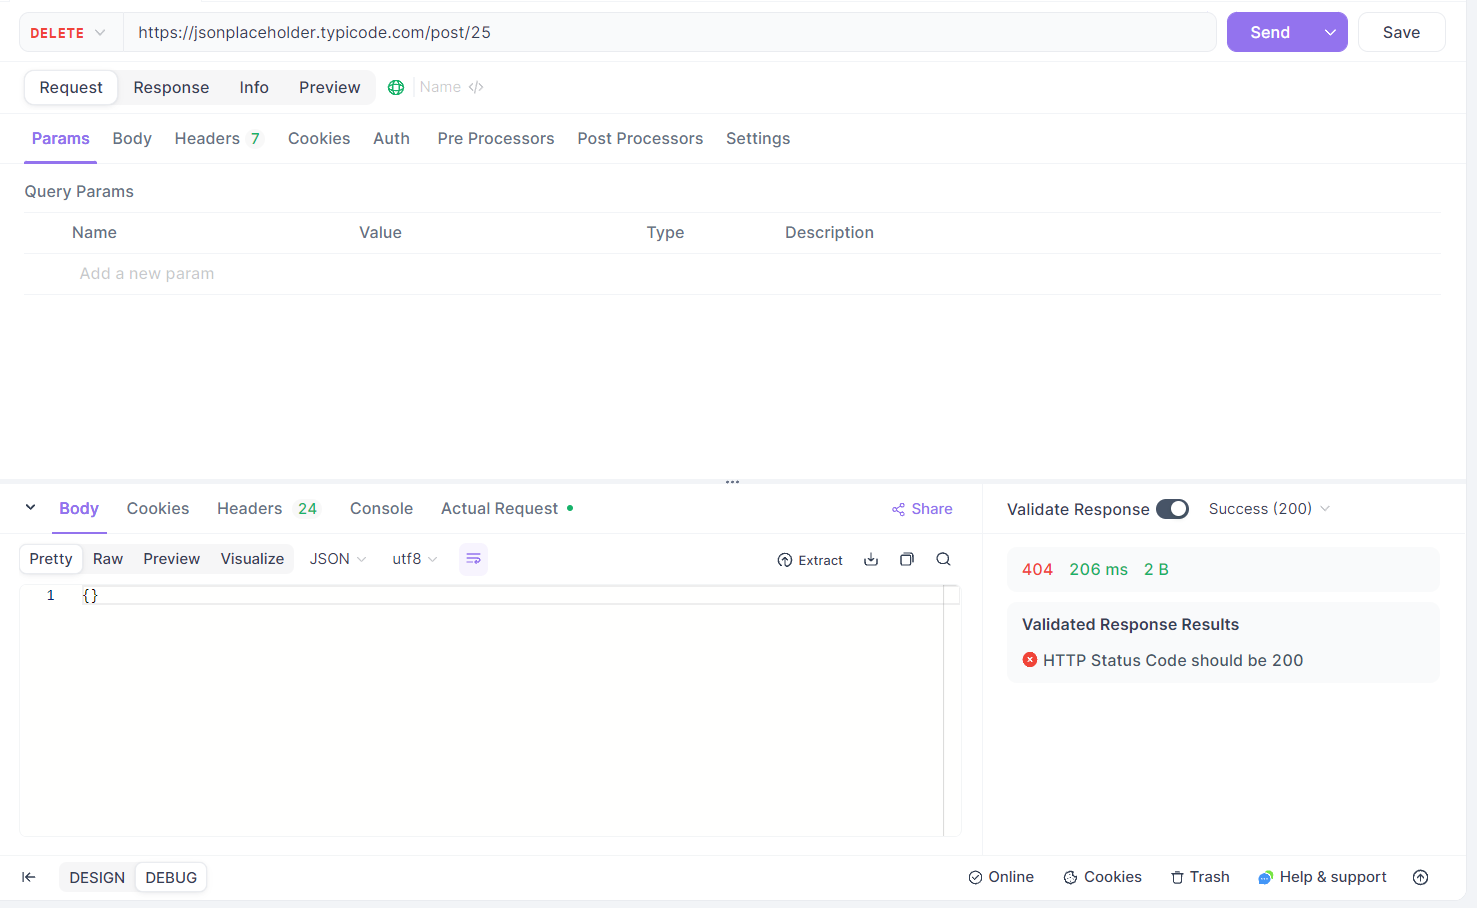 DELETE https://jsonplaceholder.typicode.com/post/25 Send Save
Request Response Info Preview Name </>
Params Body Headers 7 Cookies Auth Pre Processors Post Processors Settings
Query Params
Name Value Type Description
Add a new param
Body Cookies Headers 24 Console Actual Request Share Validate Response Success (200)
Pretty Raw Preview Visualize JSON utf8 Extract
404 206 ms 2 B
1 {}
Validated Response Results
HTTP Status Code should be 200
DESIGN DEBUG Online Cookies Trash Help & support